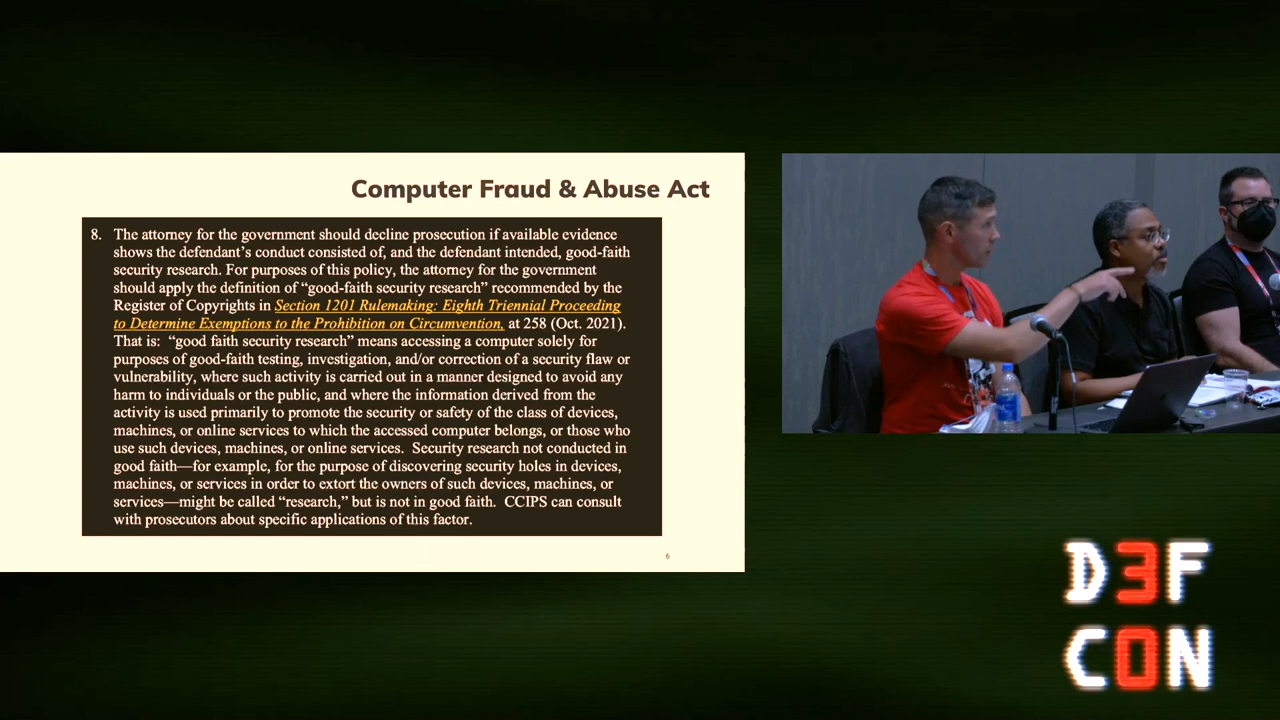 Computer Fraud & Abuse Act
8. The attorney for the government should decline prosecution if available evidence
shows the defendant's conduct consisted of, and the defendant intended, good-faith
security research. For purposes of this policy, the attorney for the government
should apply the definition of "good-faith security research" recommended by the
Register of Copyrights in Section 1201 Rulemaking: Eighth Triennial Proceeding
to Determine Exemptions to the Prohibition on Circumvention, at 258 (Oct. 2021).
That is:  "good faith security research" means accessing a computer solely for
purposes of good-faith testing, investigation, and/or correction of a security flaw or
vulnerability, where such activity is carried out in a manner designed to avoid any
harm to individuals or the public, and where the information derived from the
activity is used primarily to promote the security or safety of the class of devices,
machines, or online services to which the accessed computer belongs, or those who
use such devices, machines, or online services.  Security research not conducted in
good faith—for example, for the purpose of discovering security holes in devices,
machines, or services in order to extort the owners of such devices, machines, or
services—might be called "research," but is not in good faith.  CCIPS can consult
with prosecutors about specific applications of this factor.
6
D3F
C0N